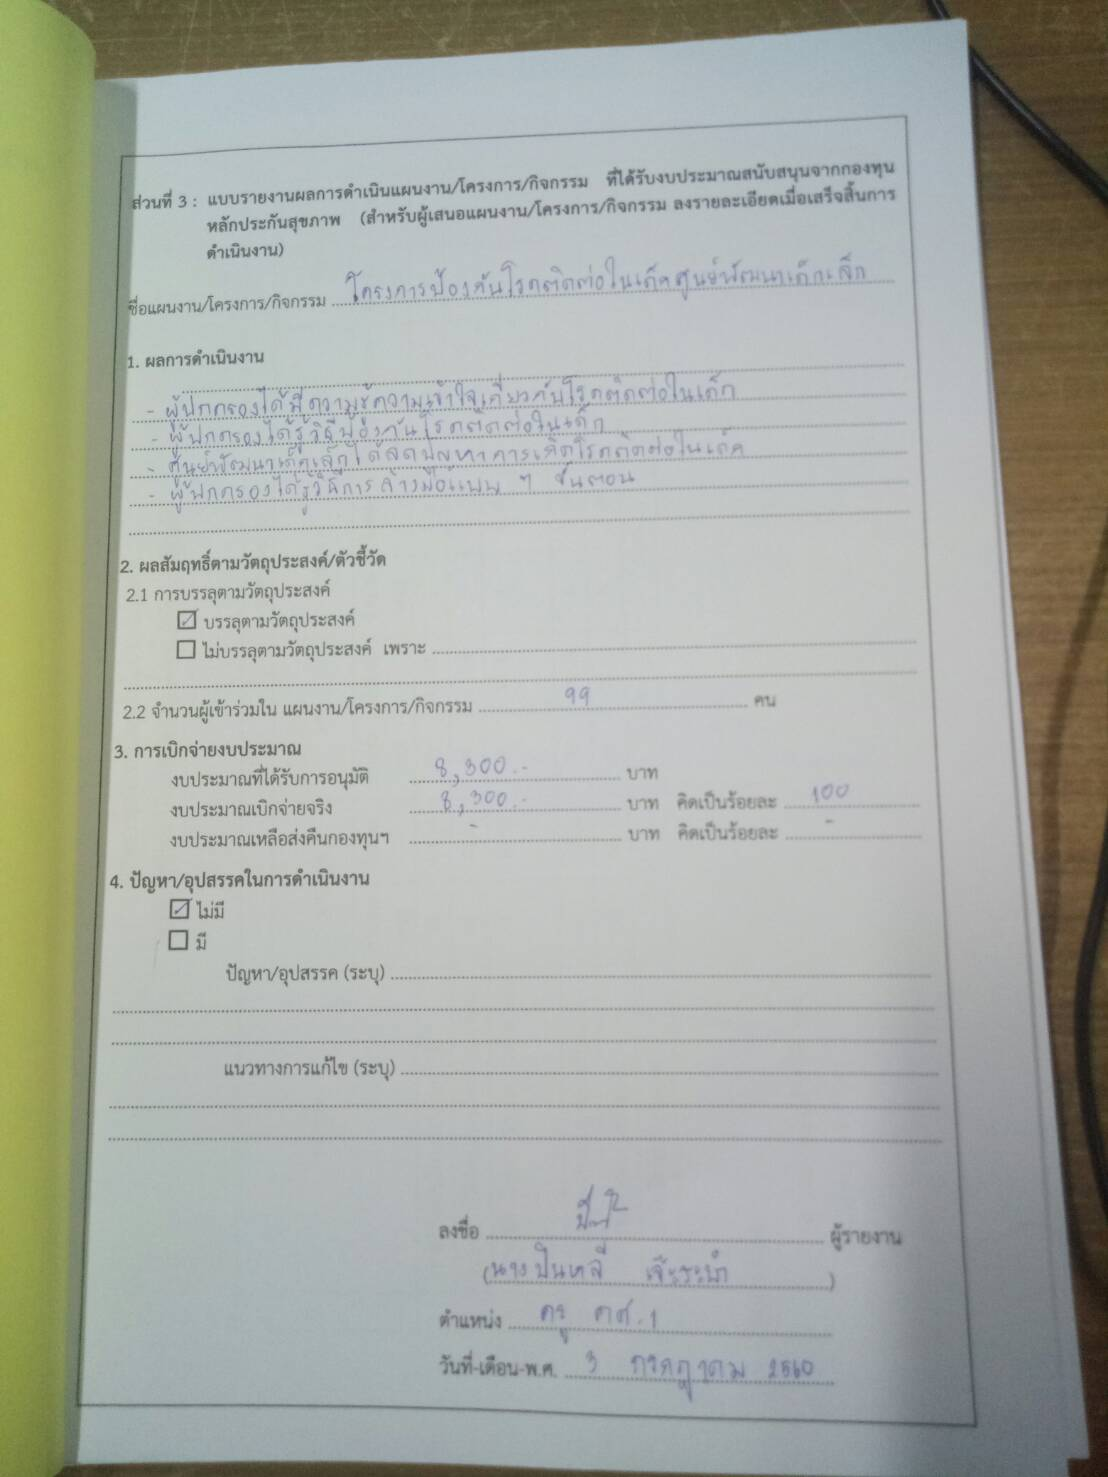 ส่วนที่ 3 : แบบรายงานผลการดำเนินแผนงาน/โครงการ/กิจกรรม ที่ได้รับงบประมาณสนับสนุนจากกองทุน
หลักประกันสุขภาพ (สำหรับผู้เสนอแผนงาน/โครงการ/กิจกรรม ลงรายละเอียดเมื่อเสร็จสิ้นการ
ดำเนินงาน)
ชื่อแผนงาน/โครงการ/กิจกรรม โครงการป้องกันโรคติดต่อในเด็กศูนย์พัฒนาเด็กเล็ก
1. ผลการดำเนินงาน
- ผู้ปกครองได้มีความรู้ความเข้าใจเกี่ยวกับโรคติดต่อในเด็ก
- ผู้ปกครองได้รู้วิธีป้องกันโรคติดต่อในเด็ก
- ศูนย์พัฒนาเด็กเล็กได้ลดปัญหาการเกิดโรคติดต่อในเด็ก
- ผู้ปกครองได้รู้วิธีการล้างมือแบบ ๗ ขั้นตอน
2. ผลสัมฤทธิ์ตามวัตถุประสงค์/ตัวชี้วัด
2.1 การบรรลุตามวัตถุประสงค์
☑ บรรลุตามวัตถุประสงค์
☐ ไม่บรรลุตามวัตถุประสงค์ เพราะ
2.2 จำนวนผู้เข้าร่วมใน แผนงาน/โครงการ/กิจกรรม 99 คน
3. การเบิกจ่ายงบประมาณ
งบประมาณที่ได้รับการอนุมัติ 8,300.- บาท
งบประมาณเบิกจ่ายจริง 8,300.- บาท คิดเป็นร้อยละ 100
งบประมาณเหลือส่งคืนกองทุนฯ - บาท คิดเป็นร้อยละ -
4. ปัญหา/อุปสรรคในการดำเนินงาน
☑ ไม่มี
☐ มี
ปัญหา/อุปสรรค (ระบุ)
แนวทางการแก้ไข (ระบุ)
ลงชื่อ ผู้รายงาน
(นางปิ่นหลี )
ตำแหน่ง ครู คศ.1
วันที่-เดือน-พ.ศ. 3 กรกฎาคม 2560